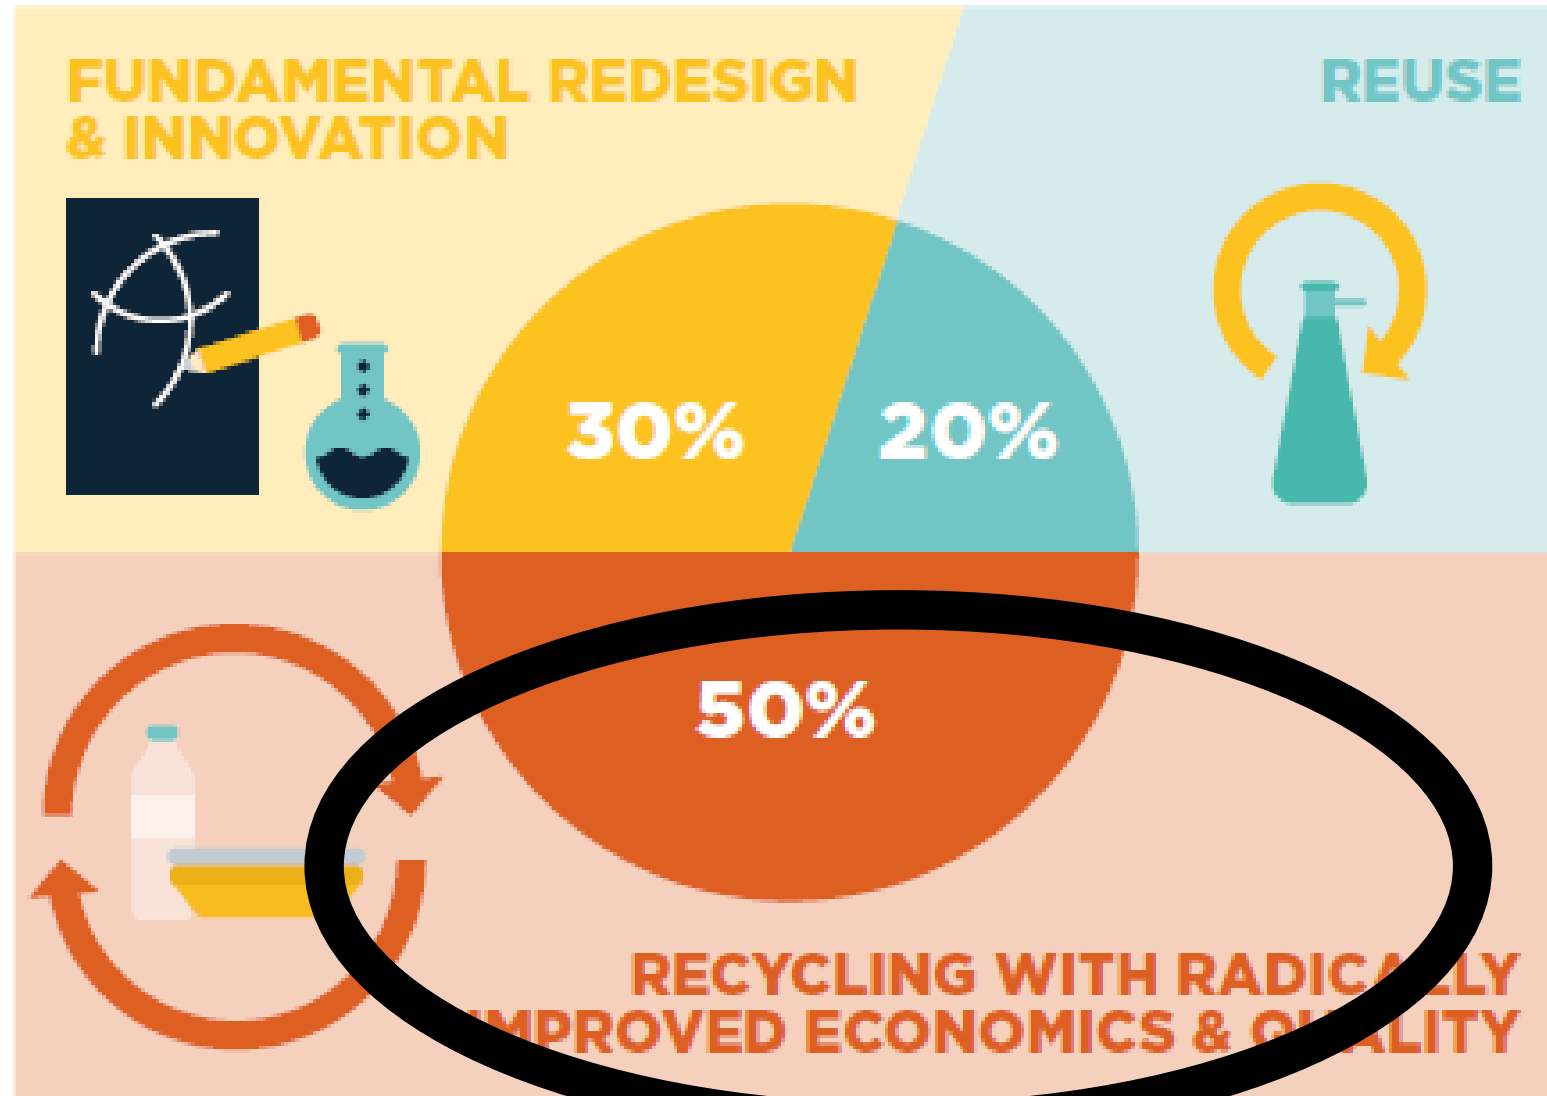 FUNDAMENTAL REDESIGN
& INNOVATION
REUSE
30%
20%
50%
RECYCLING WITH RADICALLY
IMPROVED ECONOMICS & QUALITY